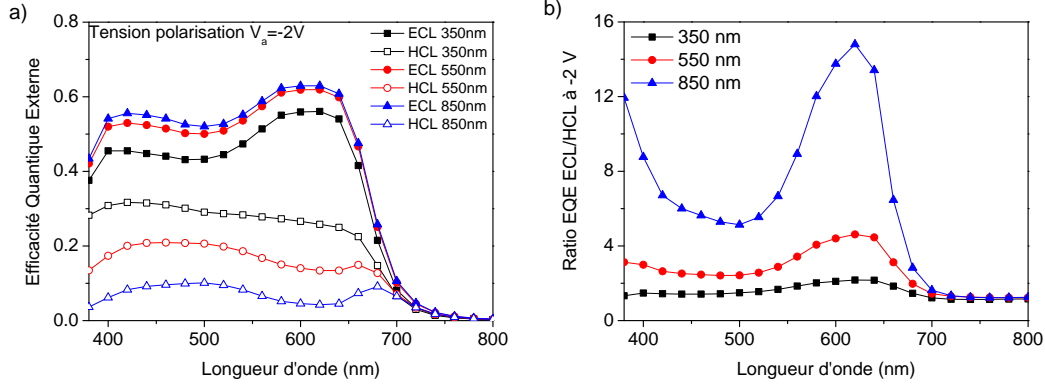 a)
Tension polarisation Va=-2V
ECL 350nm
HCL 350nm
ECL 550nm
HCL 550nm
ECL 850nm
HCL 850nm
Efficacité Quantique Externe
0.8
0.6
0.4
0.2
0.0
400 500 600 700 800
Longueur d'onde (nm)
b)
350 nm
550 nm
850 nm
Ratio EQE ECL/HCL à -2 V
16
12
8
4
0
400 500 600 700 800
Longueur d'onde (nm)